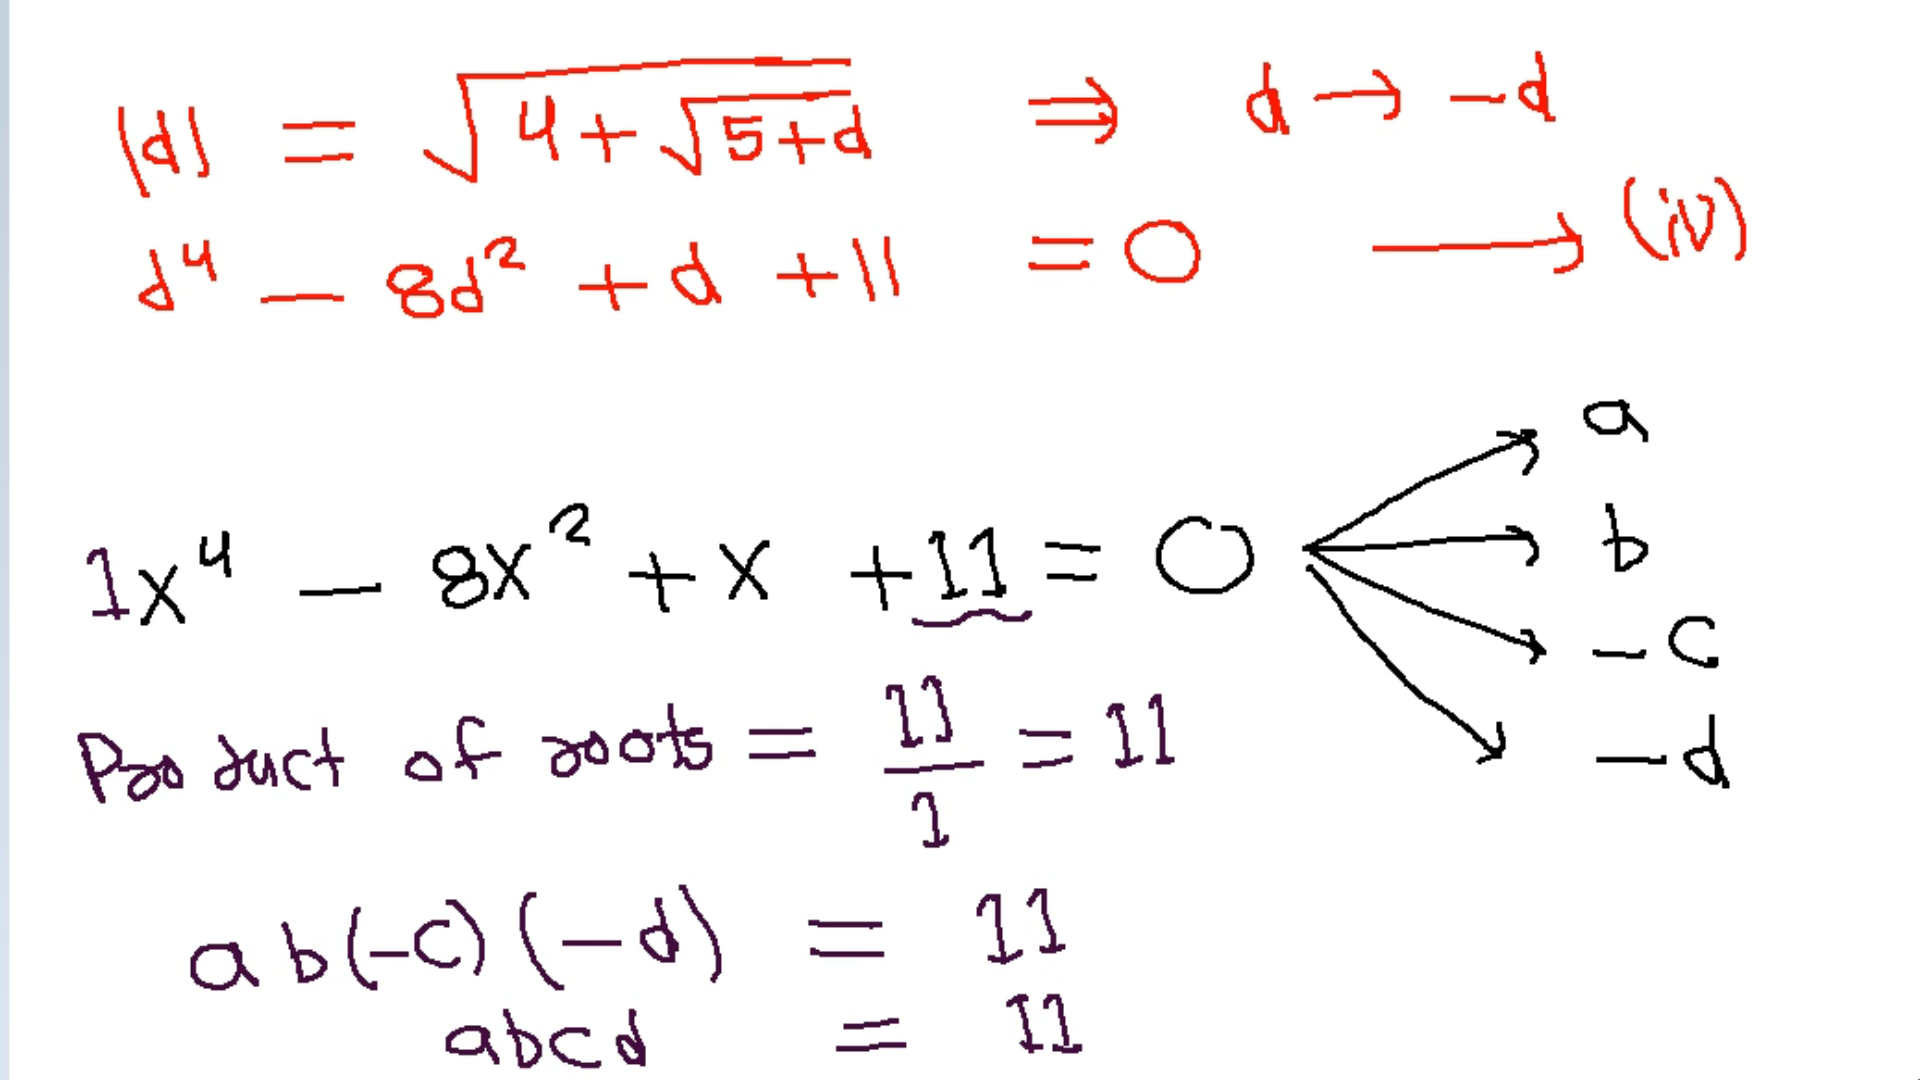 |d| = √(4+√(5+d)) ⇒ d → -d
d⁴ - 8d² + d + 11 = 0 → (iv)
1x⁴ - 8x² + x + 11 = 0
a
b
-c
-d
Product of roots = 11/1 = 11
ab(-c)(-d) = 11
abcd = 11